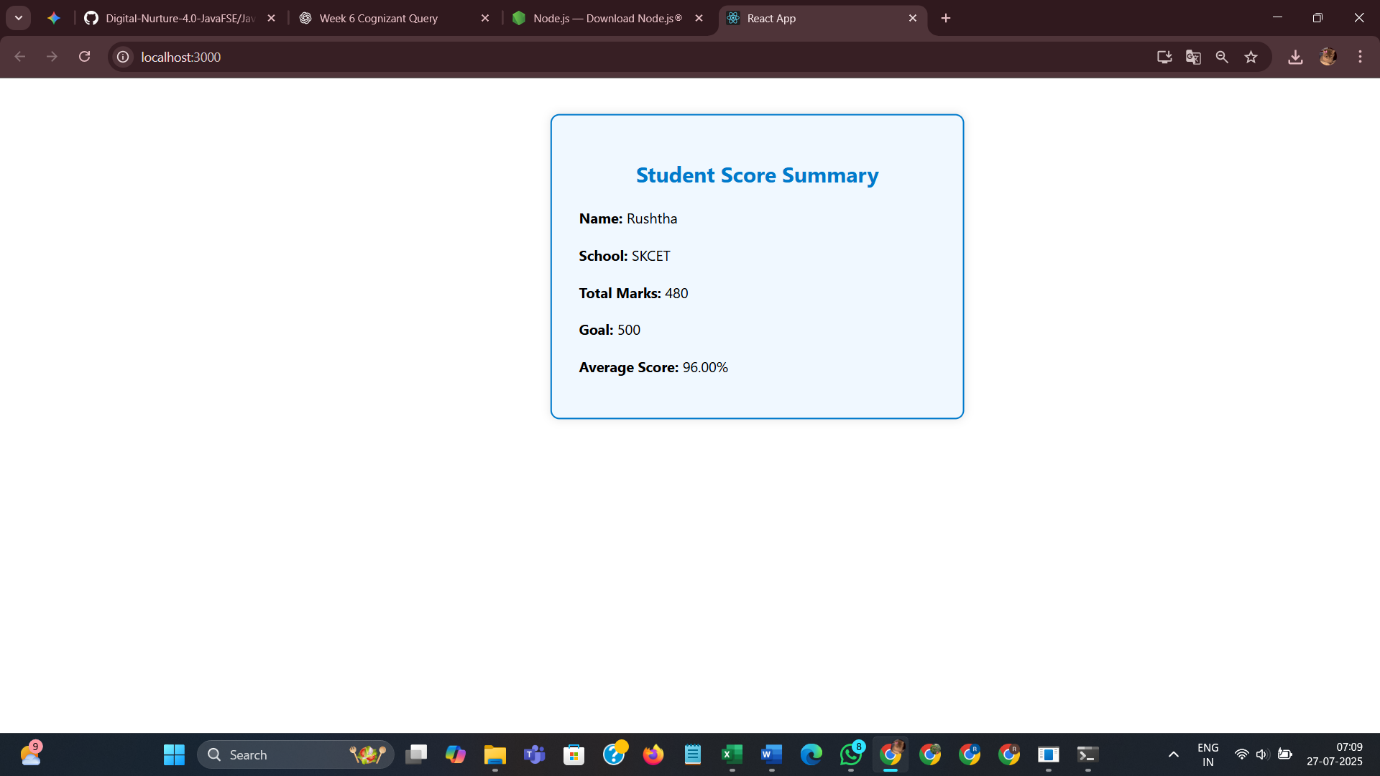 Digital-Nurture-4.0-JavaFSE/Jav
Week 6 Cognizant Query
Node.js — Download Node.js®
React App
localhost:3000
Student Score Summary
Name: Rushtha
School: SKCET
Total Marks: 480
Goal: 500
Average Score: 96.00%
9
Search
8
ENG
IN
07:09
27-07-2025